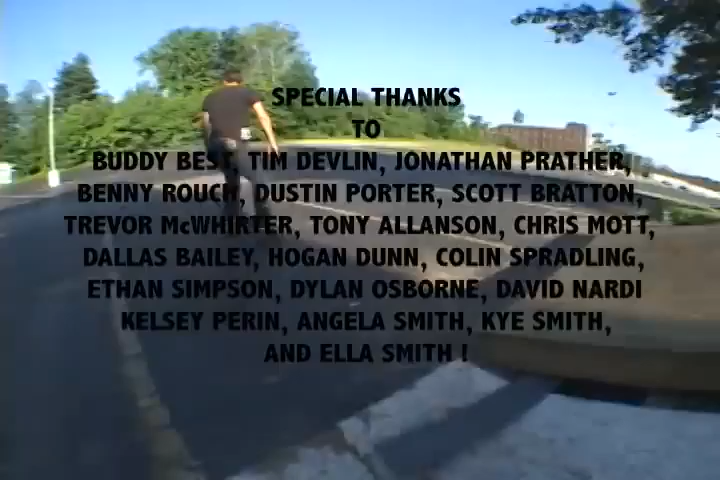 SPECIAL THANKS
TO
BUDDY BEST, TIM DEVLIN, JONATHAN PRATHER,
BENNY ROUCH, DUSTIN PORTER, SCOTT BRATTON,
TREVOR McWHIRTER, TONY ALLANSON, CHRIS MOTT,
DALLAS BAILEY, HOGAN DUNN, COLIN SPRADLING,
ETHAN SIMPSON, DYLAN OSBORNE, DAVID NARDI
KELSEY PERIN, ANGELA SMITH, KYE SMITH,
AND ELLA SMITH !